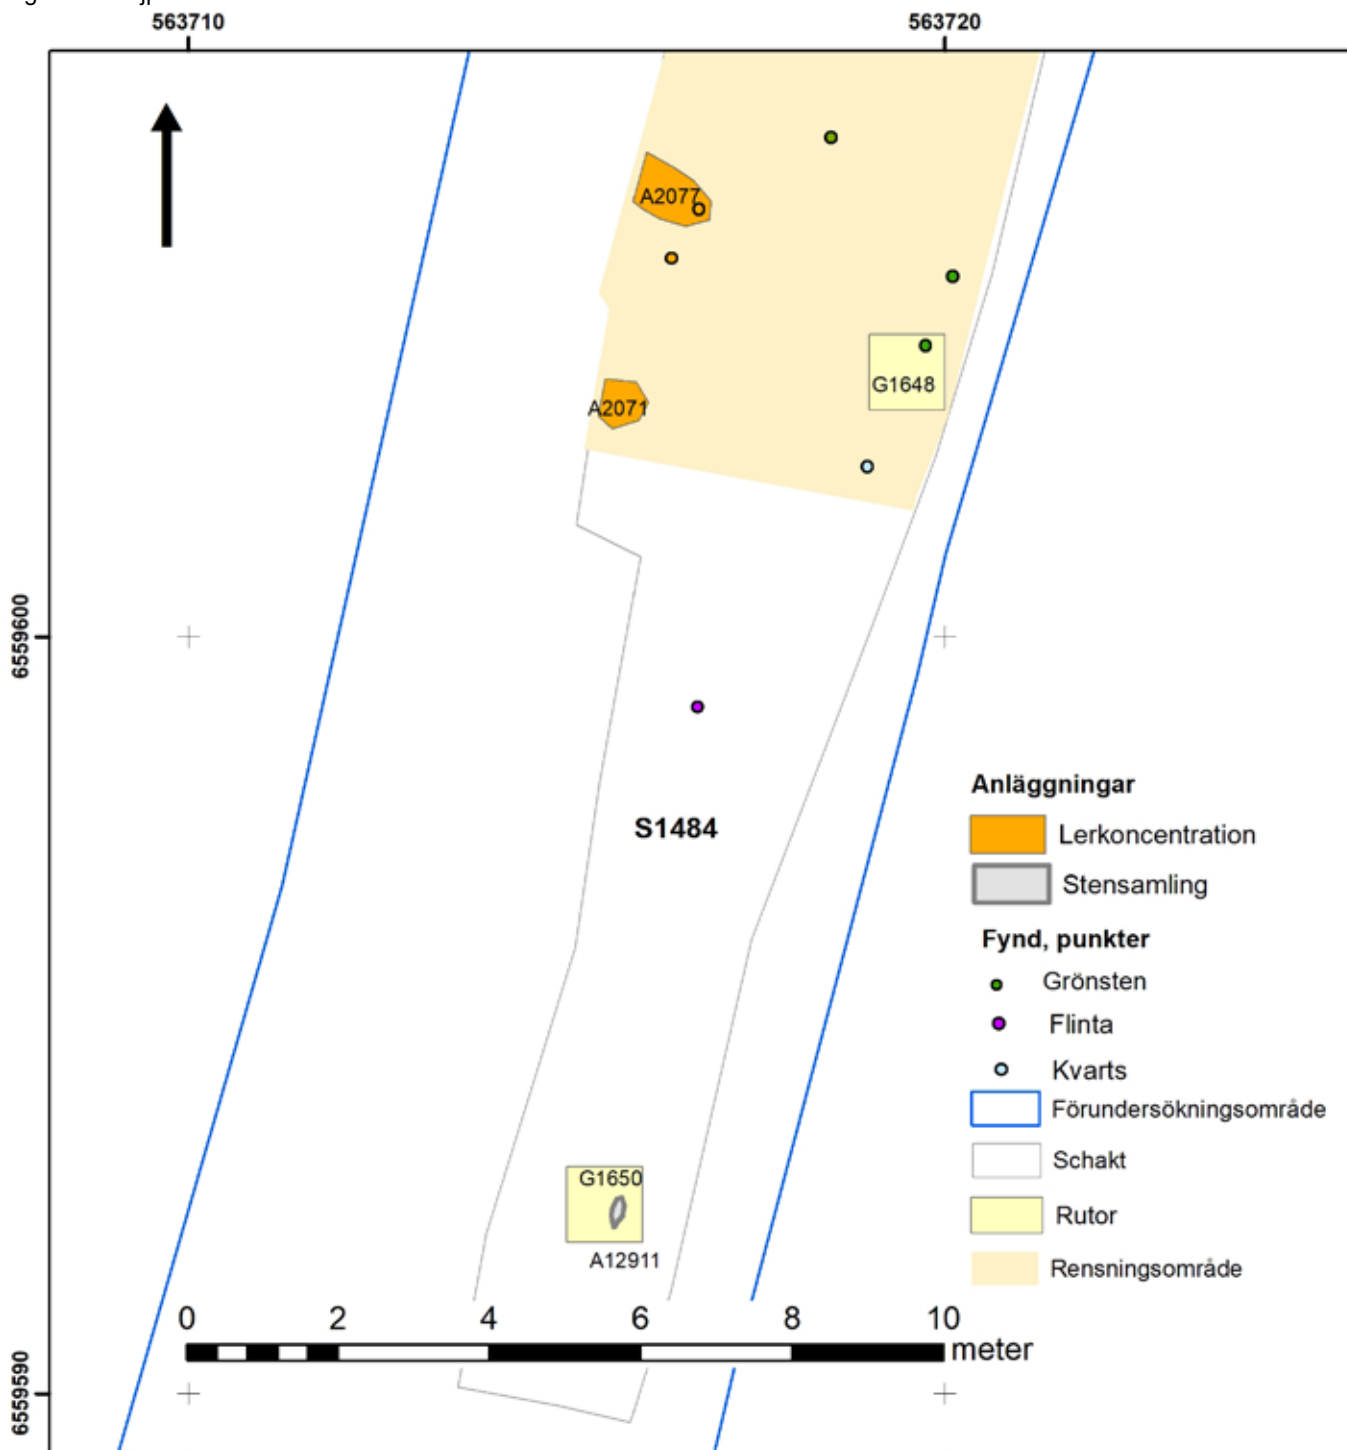 563710
563720
A2077
G1648
A2071
6559600
S1484
Anläggningar
Lerkoncentration
Stensamling
Fynd, punkter
Grönsten
Flinta
Kvarts
Förundersökningsområde
Schakt
Rutor
Rensningsområde
G1650
A12911
0 2 4 6 8 10
meter
6559590